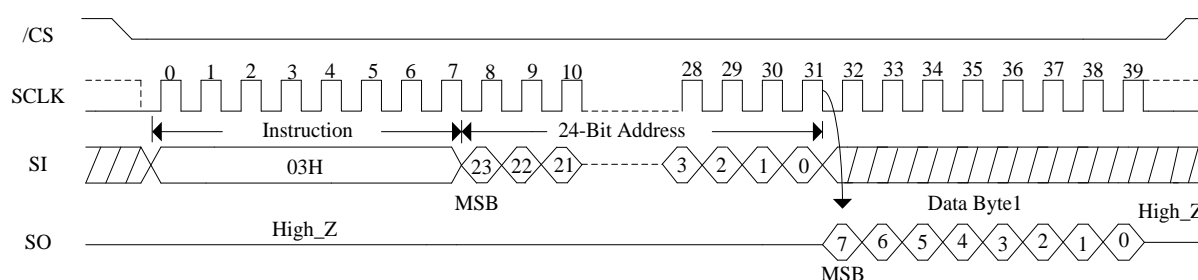 /CS
0 1 2 3 4 5 6 7 8 9 10 28 29 30 31 32 33 34 35 36 37 38 39
SCLK
Instruction 24-Bit Address
SI 03H 23 22 21 3 2 1 0
MSB Data Byte1
High_Z High_Z
SO 7 6 5 4 3 2 1 0
MSB